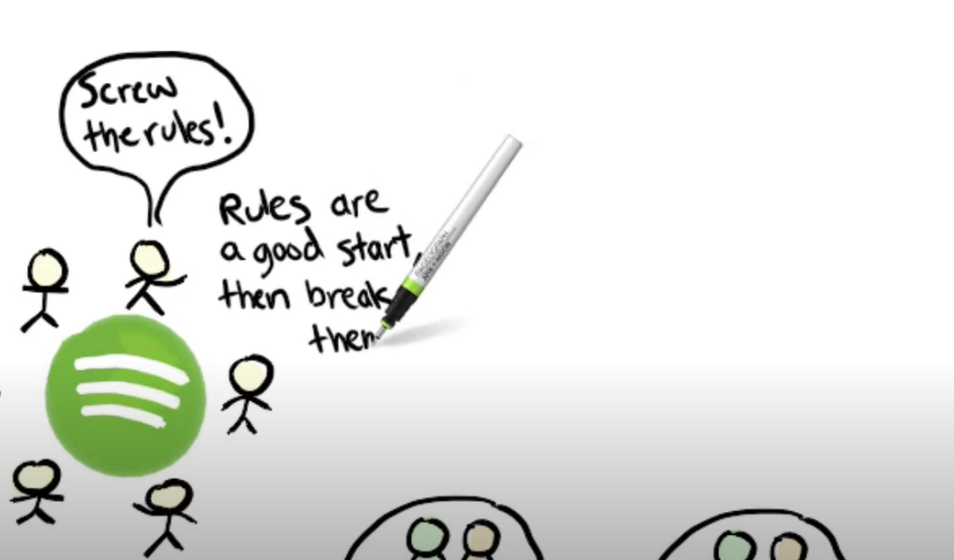 Screw
the rules!
Rules are
a good start,
then break
them